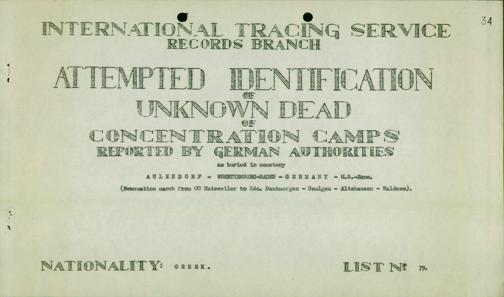 34
INTERNATIONAL TRACING SERVICE
RECORDS BRANCH
ATTEMPTED IDENTIFICATION
OF
UNKNOWN DEAD
OF
CONCENTRATION CAMPS
REPORTED BY GERMAN AUTHORITIES
as buried in cemetery
AULENDORF - WUERTTEMBERG-BADEN - GERMANY - U.S.-Zone.
(Evacuation march from CC Natzweiler to Kdo. Dautmergen - Saulgau - Altshausen - Waldsee).
NATIONALITY: GREEK. LIST Nº 79.